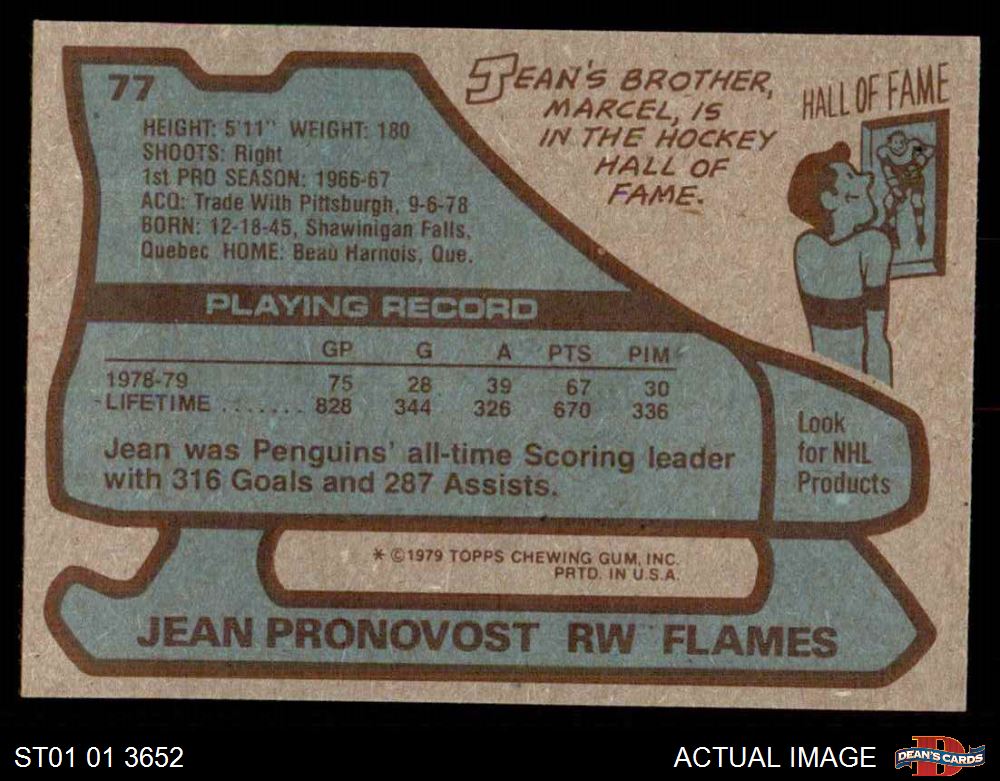 77
HEIGHT: 5'11" WEIGHT: 180
SHOOTS: Right
1st PRO SEASON: 1966-67
ACQ: Trade With Pittsburgh, 9-6-78
BORN: 12-18-45, Shawinigan Falls,
Quebec HOME: Beau Harnois, Que.
JEAN'S BROTHER,
MARCEL, IS
IN THE HOCKEY
HALL OF
FAME.
HALL OF FAME
PLAYING RECORD
GP G A PTS PIM
1978-79 75 28 39 67 30
LIFETIME ....... 828 344 326 670 336
Jean was Penguins' all-time Scoring leader
with 316 Goals and 287 Assists.
Look
for NHL
Products
* ©1979 TOPPS CHEWING GUM, INC.
PRTD. IN U.S.A.
JEAN PRONOVOST RW FLAMES
ST01 01 3652
ACTUAL IMAGE
D
DEAN'S CARDS